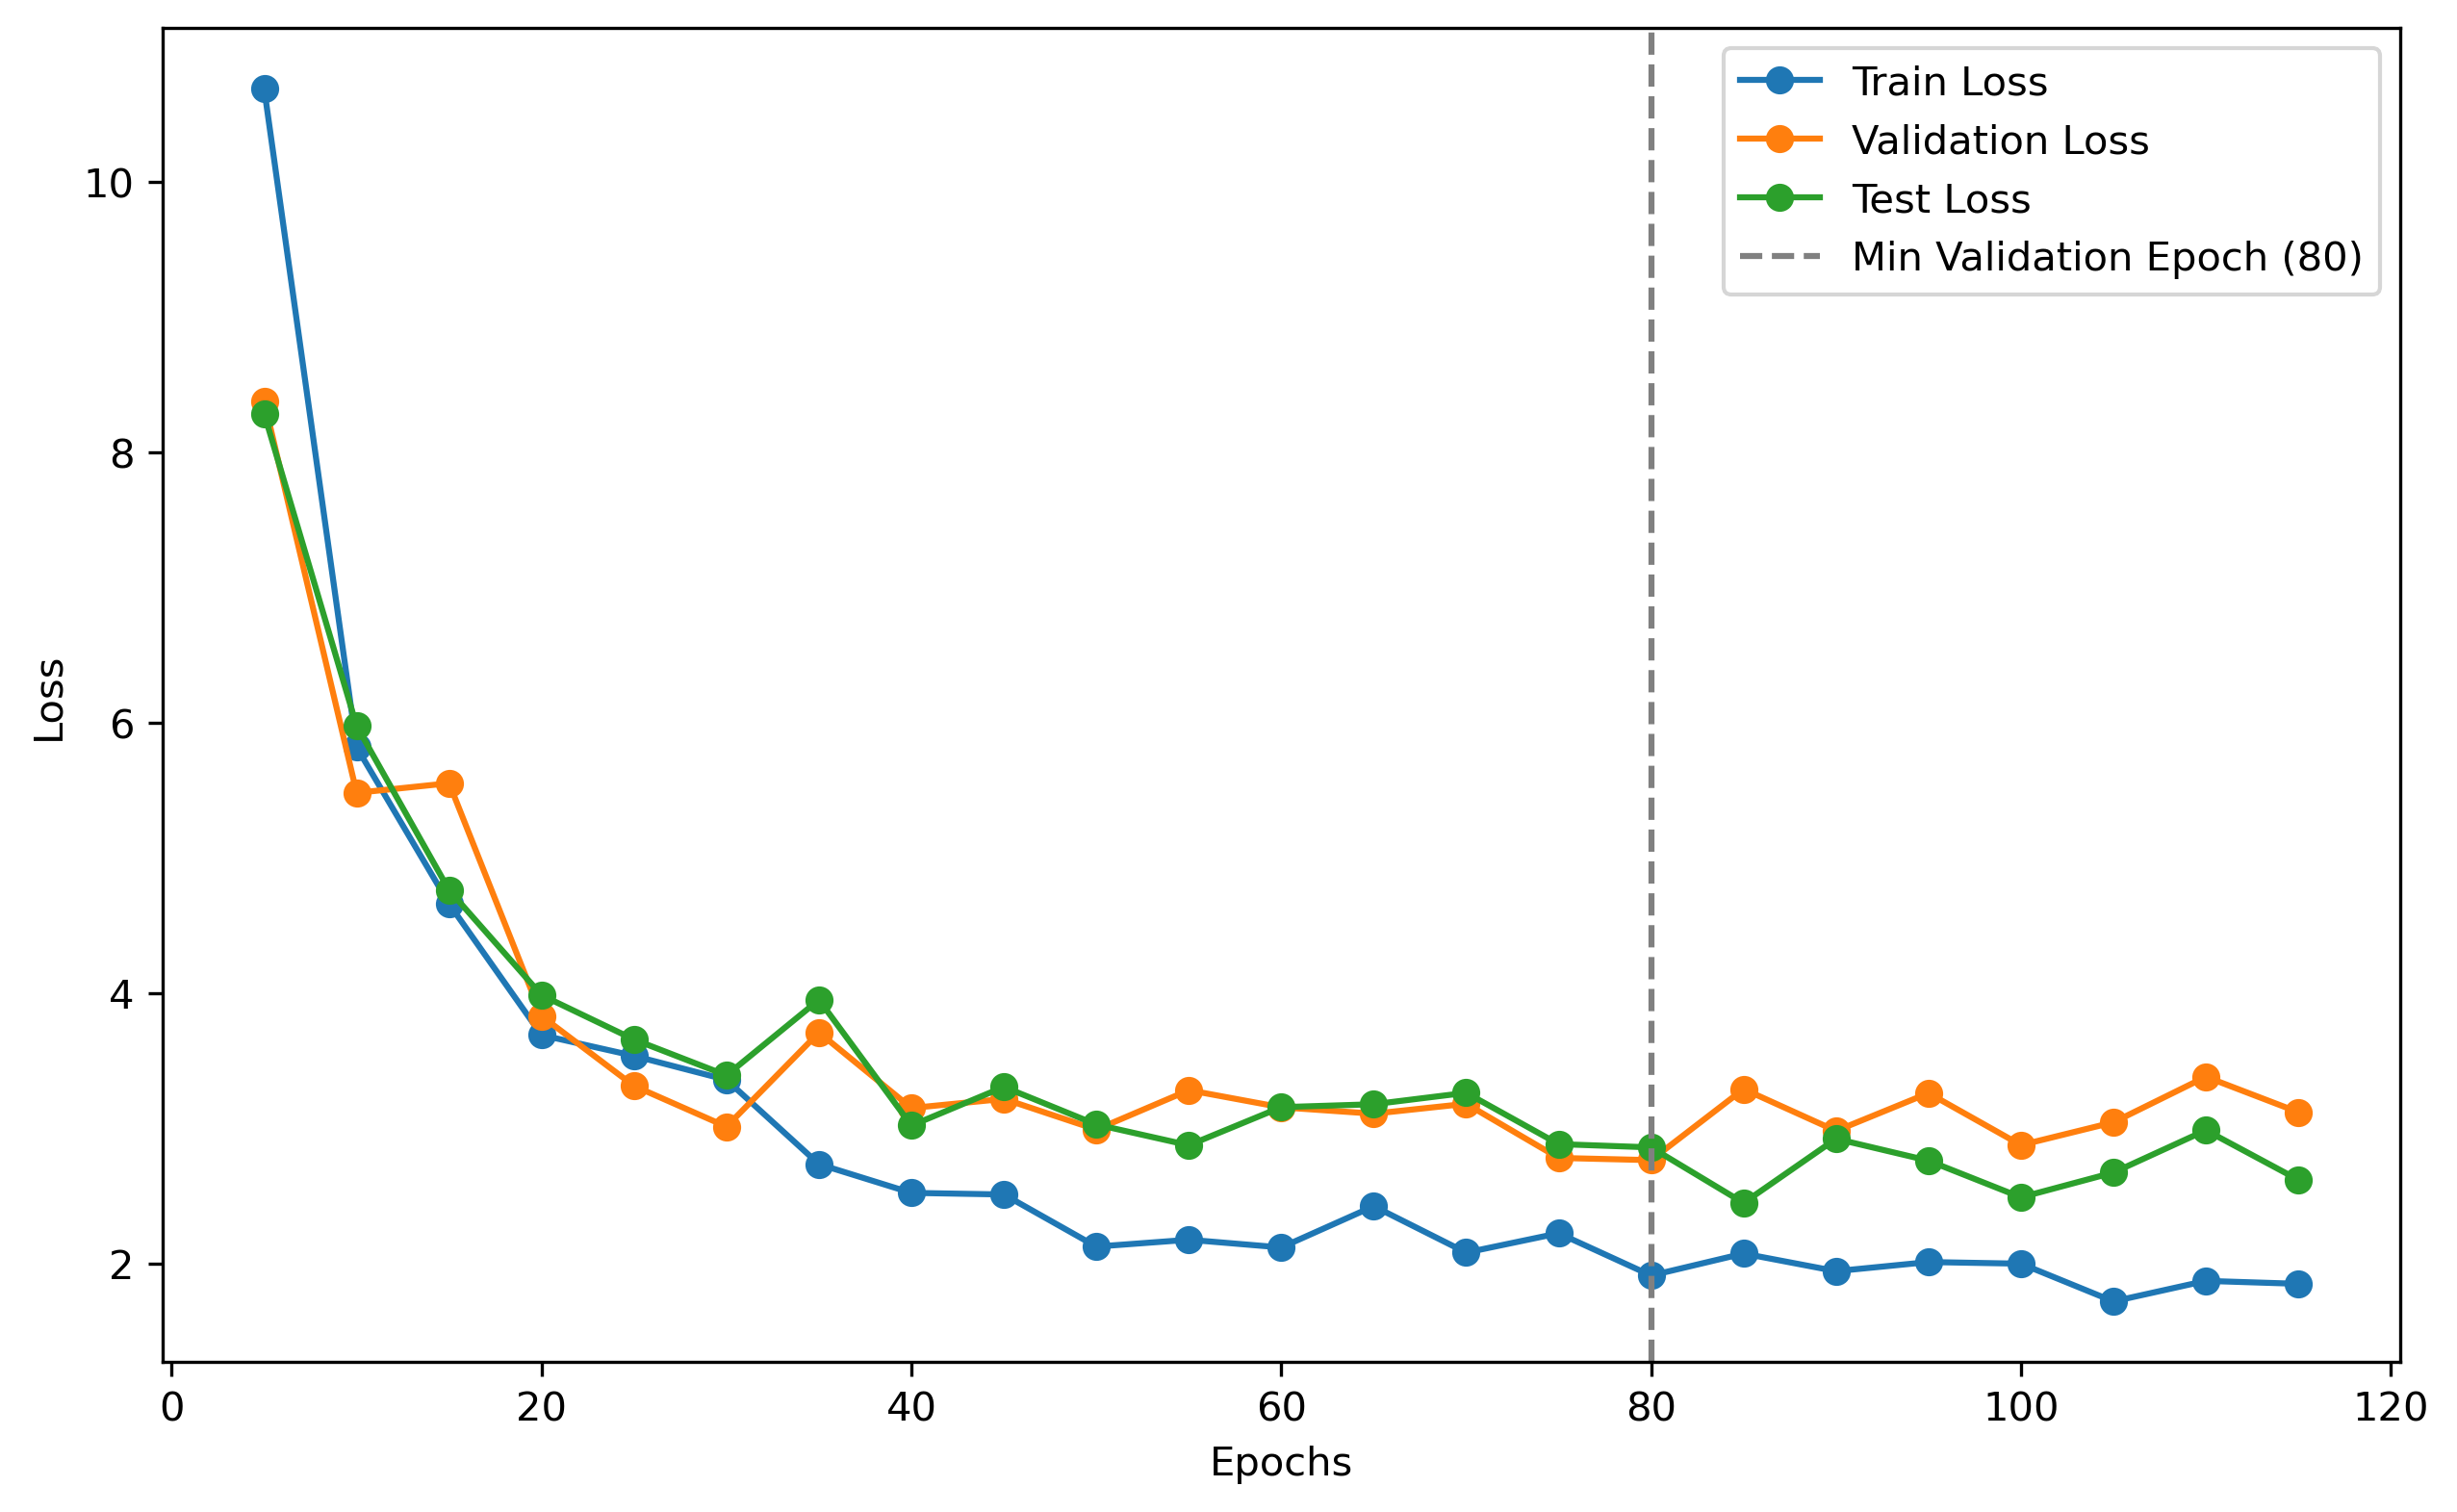 Train Loss
Validation Loss
Test Loss
Min Validation Epoch (80)
10
8
6
4
2
Loss
0 20 40 60 80 100 120
Epochs